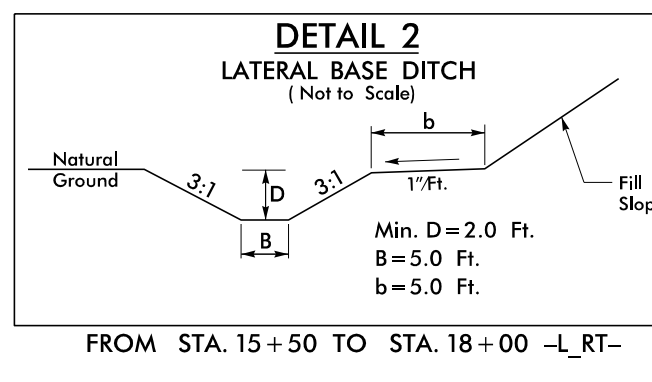 DETAIL 2
LATERAL BASE DITCH
( Not to Scale)
b
Natural
Ground
3:1
D
3:1
1"/Ft.
Fill
Slop
B
Min. D=2.0 Ft.
B=5.0 Ft.
b=5.0 Ft.
FROM STA. 15+50 TO STA. 18+00 -L_RT-